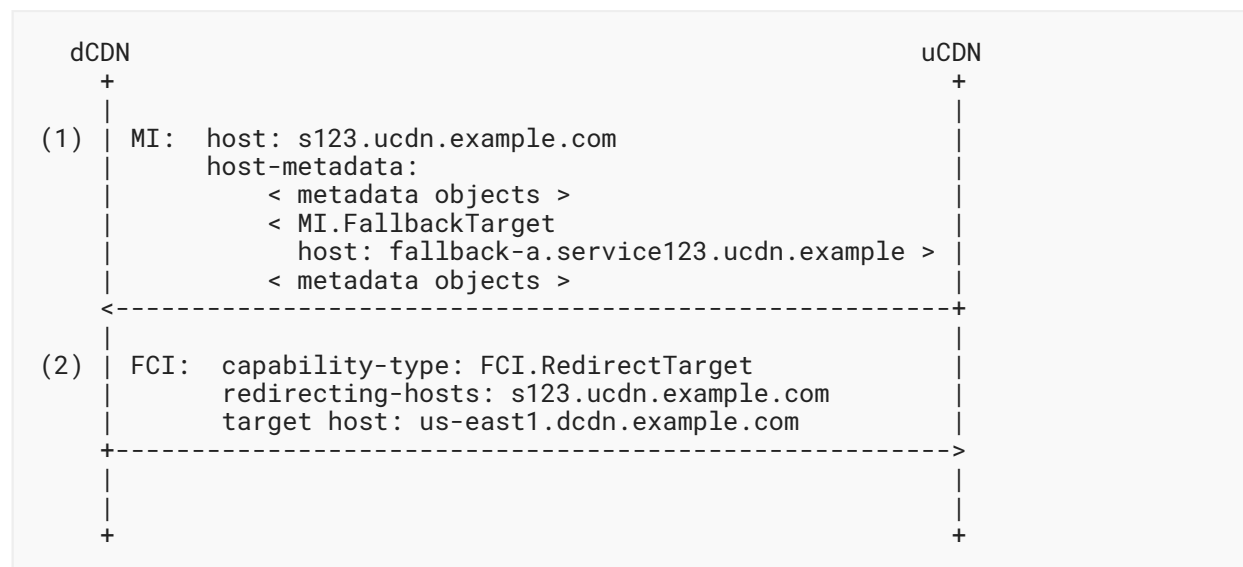 dCDN                                                    uCDN
    +                                                       +
    |                                                       |
(1) | MI:  host: s123.ucdn.example.com                      |
    |      host-metadata:                                   |
    |          < metadata objects >                         |
    |          < MI.FallbackTarget                          |
    |            host: fallback-a.service123.ucdn.example > |
    |          < metadata objects >                         |
    <-------------------------------------------------------+
    |                                                       |
(2) | FCI:  capability-type: FCI.RedirectTarget             |
    |       redirecting-hosts: s123.ucdn.example.com        |
    |       target host: us-east1.dcdn.example.com          |
    +------------------------------------------------------->
    |                                                       |
    |                                                       |
    +                                                       +